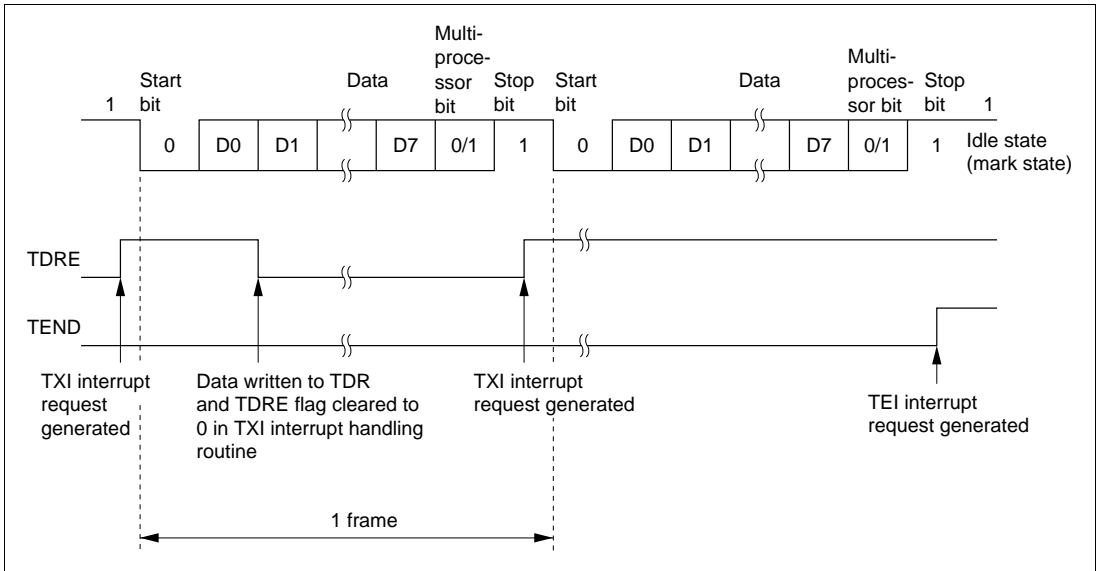 Multi-
proce-
ssor
bit
Start
bit
Data
Stop
bit
Start
bit
Data
Multi-
proces-
sor bit
Stop
bit
1
1
0
D0
D1
D7
0/1
1
0
D0
D1
D7
0/1
1
Idle state
(mark state)
TDRE
TEND
TXI interrupt
request
generated
Data written to TDR
and TDRE flag cleared to
0 in TXI interrupt handling
routine
TXI interrupt
request generated
TEI interrupt
request generated
1 frame